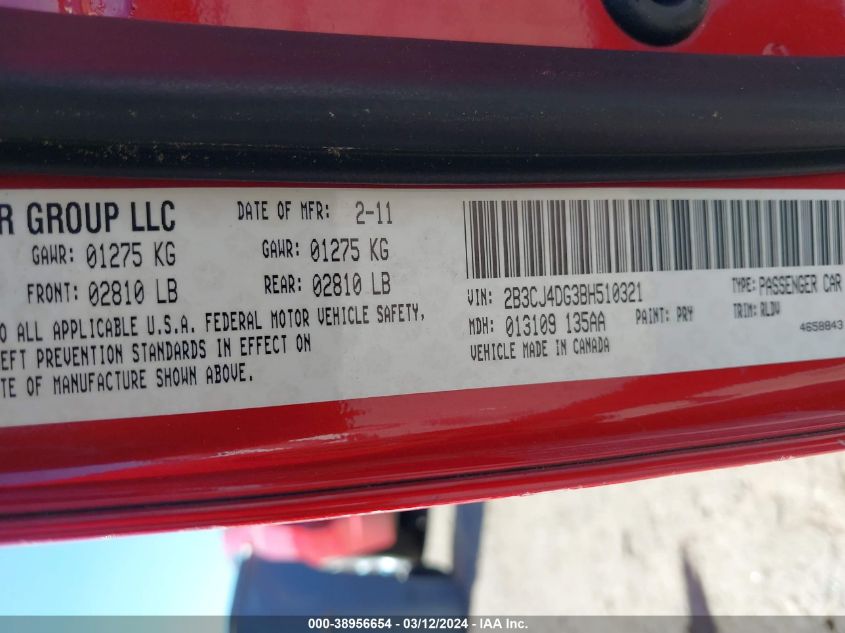 R GROUP LLC
DATE OF MFR: 2-11
GAWR: 01275 KG
GAWR: 01275 KG
FRONT: 02810 LB
REAR: 02810 LB
O ALL APPLICABLE U.S.A. FEDERAL MOTOR VEHICLE SAFETY,
EFT PREVENTION STANDARDS IN EFFECT ON
TE OF MANUFACTURE SHOWN ABOVE.
VIN: 2B3CJ4DG3BH510321
TYPE: PASSENGER CAR
MDH: 013109 135AA
PAINT: PRY
TRIM: RLDV
VEHICLE MADE IN CANADA
4658843
000-38956654 - 03/12/2024 - IAA Inc.